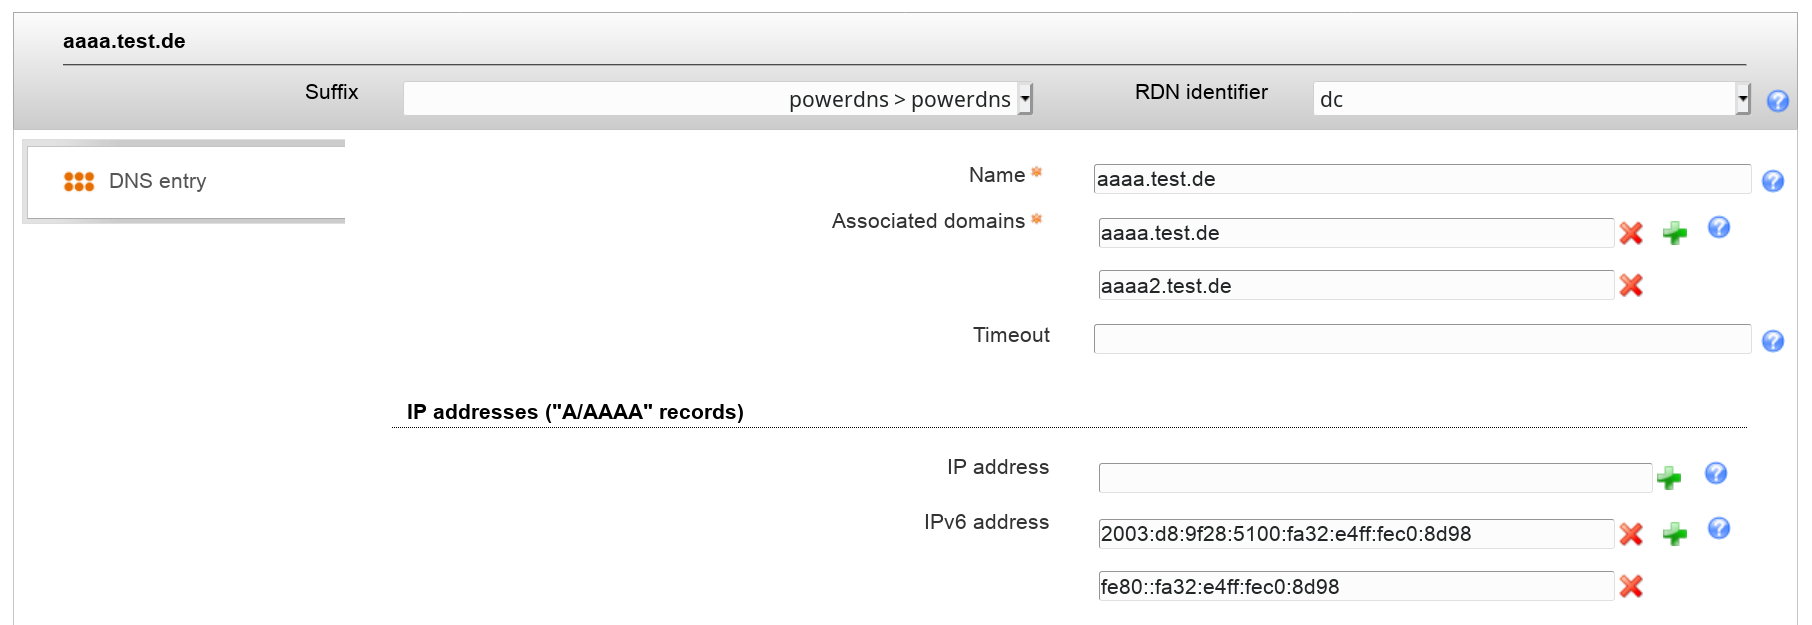 aaaa.test.de
Suffix powerdns > powerdns RDN identifier dc
DNS entry
Name aaaa.test.de
Associated domains aaaa.test.de
aaaa2.test.de
Timeout
IP addresses ("A/AAAA" records)
IP address
IPv6 address 2003:d8:9f28:5100:fa32:e4ff:fec0:8d98
fe80::fa32:e4ff:fec0:8d98